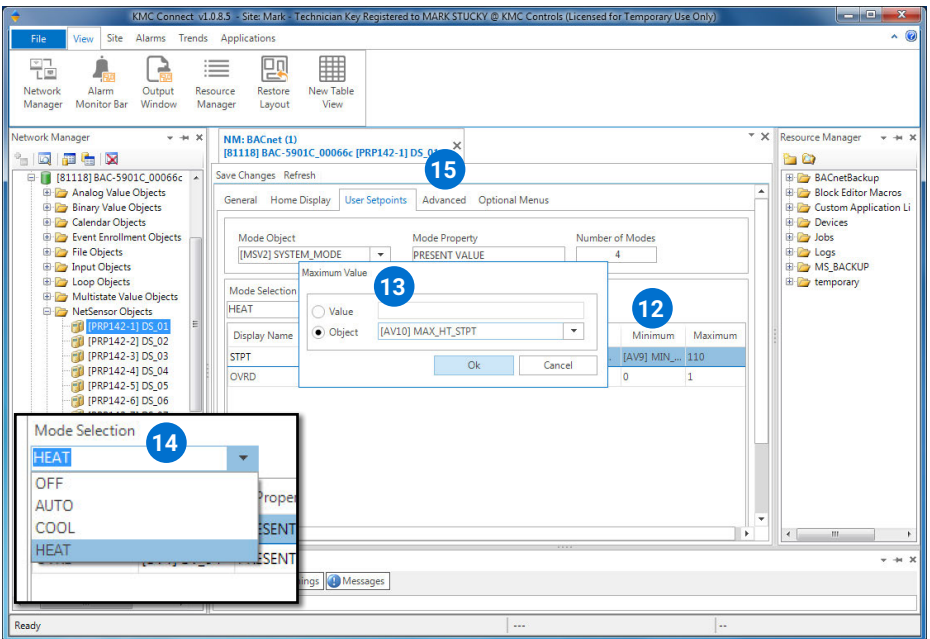 KMC Connect v1.0.8.5 - Site: Mark - Technician Key Registered to MARK STUCKY @ KMC Controls (Licensed for Temporary Use Only)
File View Site Alarms Trends Applications
Network Manager
Alarm Monitor Bar
Output Window
Resource Manager
Restore Layout
New Table View
Network Manager
[81118] BAC-5901C_00066c
Analog Value Objects
Binary Value Objects
Calendar Objects
Event Enrollment Objects
File Objects
Input Objects
Loop Objects
Multistate Value Objects
NetSensor Objects
[PRP142-1] DS_01
[PRP142-2] DS_02
[PRP142-3] DS_03
[PRP142-4] DS_04
[PRP142-5] DS_05
[PRP142-6] DS_06
NM: BACnet (1)
[81118] BAC-5901C_00066c [PRP142-1] DS_01
15
Save Changes Refresh
General Home Display User Setpoints Advanced Optional Menus
Mode Object Mode Property Number of Modes
[MSV2] SYSTEM_MODE PRESENT VALUE 4
Mode Selection
HEAT
Display Name Minimum Maximum
STPT [AV9] MIN_... 110
OVRD 0 1
12
Maximum Value
13
Value
Object [AV10] MAX_HT_STPT
Ok Cancel
Resource Manager
BACnetBackup
Block Editor Macros
Custom Application Li
Devices
Jobs
Logs
MS_BACKUP
temporary
Mode Selection
14
HEAT
OFF
AUTO
COOL
HEAT
Proper
ESENT
PRESENT
ings Messages
Ready --- --